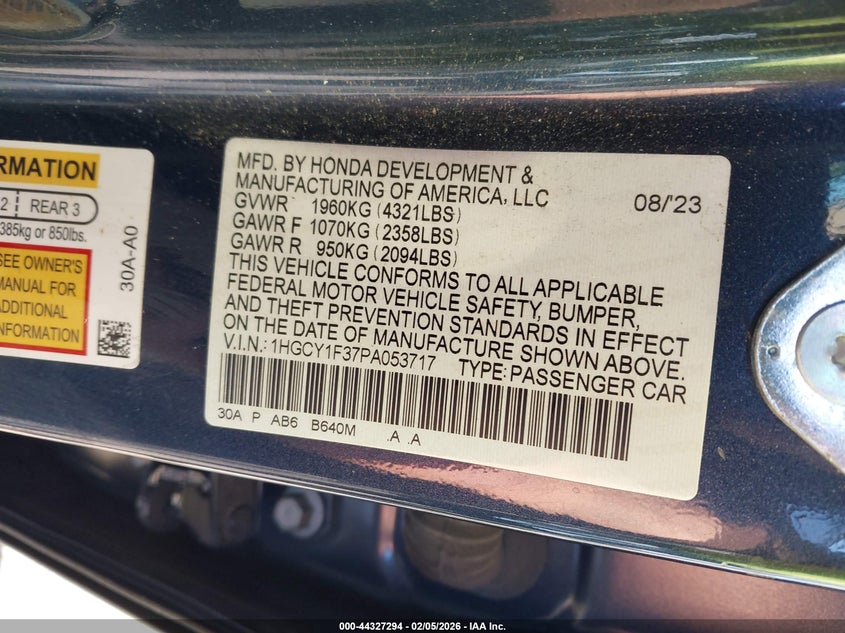 RMATION
2 REAR 3
385kg or 850lbs.
SEE OWNER'S
MANUAL FOR
ADDITIONAL
INFORMATION
30A-A0
MFD. BY HONDA DEVELOPMENT &
MANUFACTURING OF AMERICA, LLC
08/'23
GVWR 1960KG (4321LBS)
GAWR F 1070KG (2358LBS)
GAWR R 950KG (2094LBS)
THIS VEHICLE CONFORMS TO ALL APPLICABLE
FEDERAL MOTOR VEHICLE SAFETY, BUMPER,
AND THEFT PREVENTION STANDARDS IN EFFECT
ON THE DATE OF MANUFACTURE SHOWN ABOVE.
V.I.N.: 1HGCY1F37PA053717 TYPE: PASSENGER CAR
30A P AB6 B640M .A .A
000-44327294 - 02/05/2026 - IAA Inc.